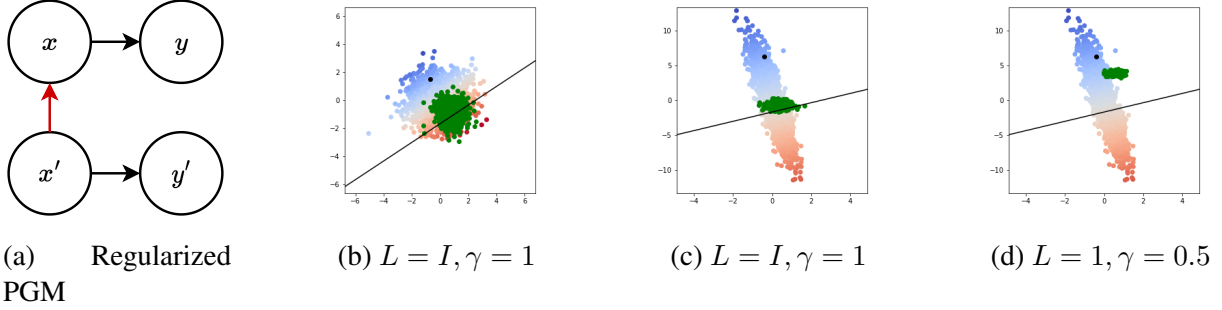 x y
x′ y′
6 4 2 0 −2 −4 −6
−6 −4 −2 0 2 4 6
10 5 0 −5 −10
−4 −2 0 2 4
10 5 0 −5 −10
−4 −2 0 2 4
(a) Regularized
PGM
(b) L = I, γ = 1
(c) L = I, γ = 1
(d) L = 1, γ = 0.5